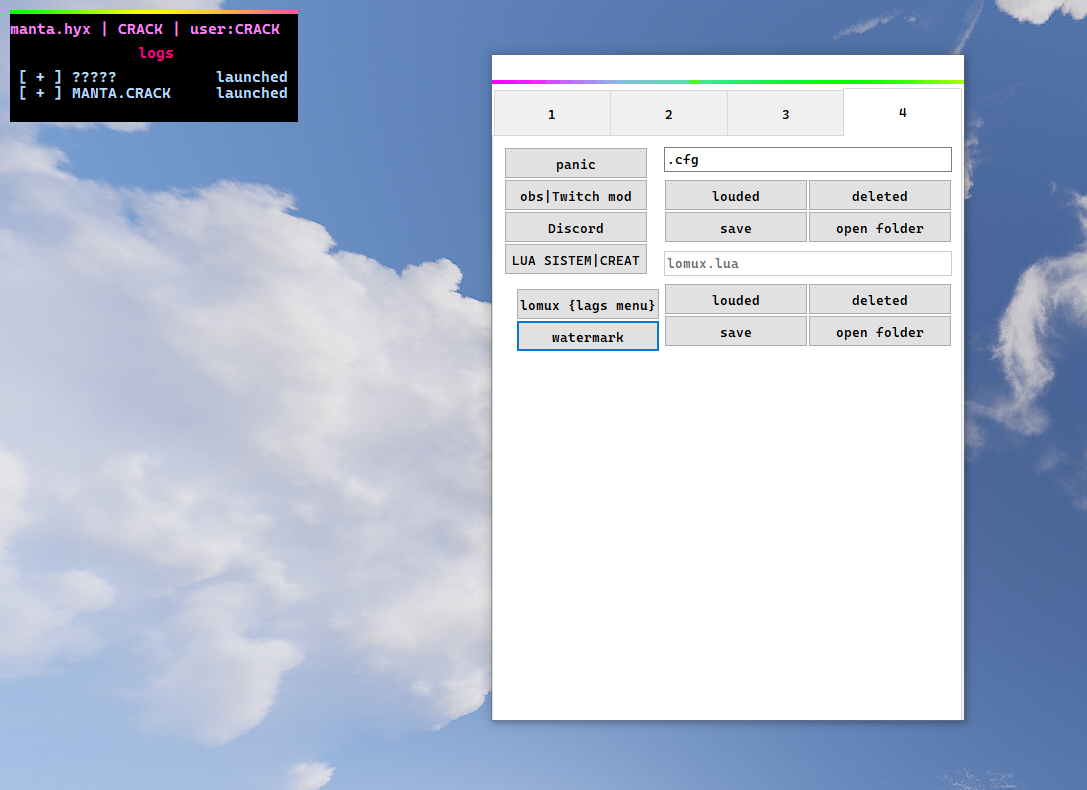 manta.hyx | CRACK | user:CRACK
logs
[ + ] ????? launched
[ + ] MANTA.CRACK launched
1 2 3 4
panic
obs|Twitch mod
Discord
LUA SISTEM|CREAT
lomux {lags menu}
watermark
.cfg
louded deleted
save open folder
lomux.lua
louded deleted
save open folder